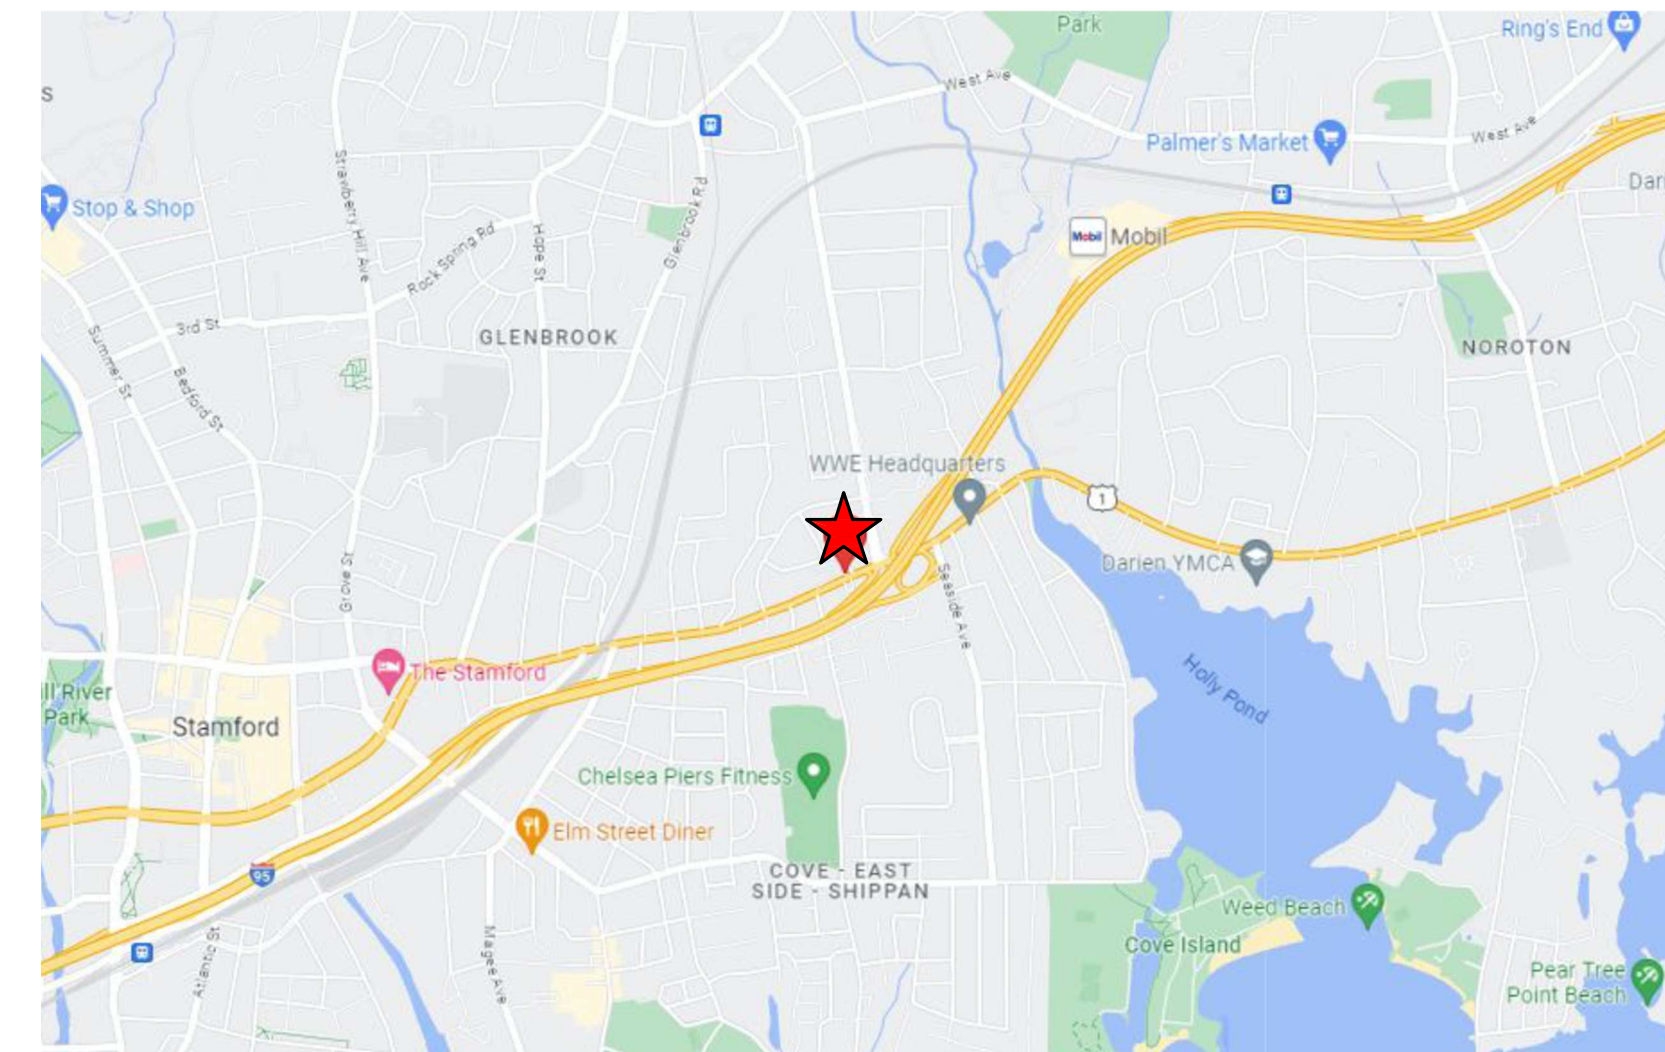 Park
Ring's End
s
West Ave
Palmer's Market
West Ave
Strawberry Hill Ave
Glenbrook Rd
Stop & Shop
Rock Spring Rd
Hope St
Mobil
Mobil
3rd St
GLENBROOK
Summer St
Bedford St
NOROTON
WWE Headquarters
1
Darien YMCA
Grove St
Seaside Ave
The Stamford
Holly Pond
ill River
Park
Stamford
Chelsea Piers Fitness
Elm Street Diner
95
COVE - EAST
SIDE - SHIPPAN
Weed Beach
Cove Island
Atlantic St
Magee Ave
Pear Tree
Point Beach